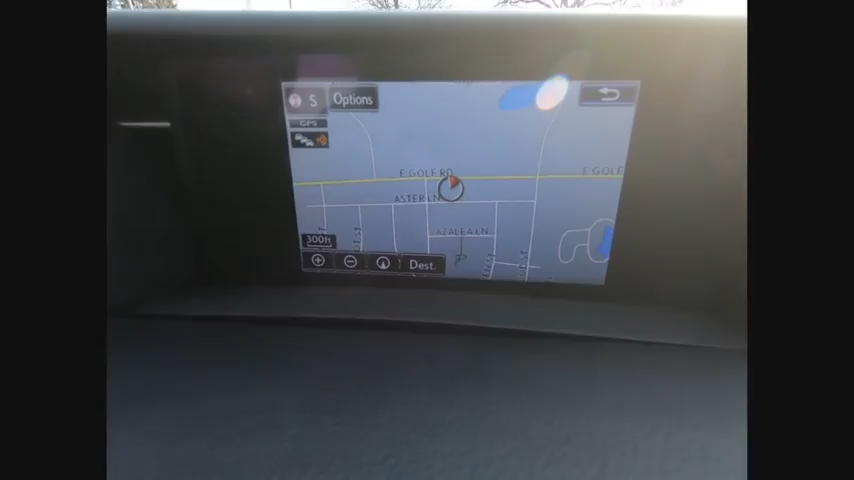 S
Options
GPS
E GOLF RD
E GOLF
ASTER LN
AZALEA LN
300ft
Dest.